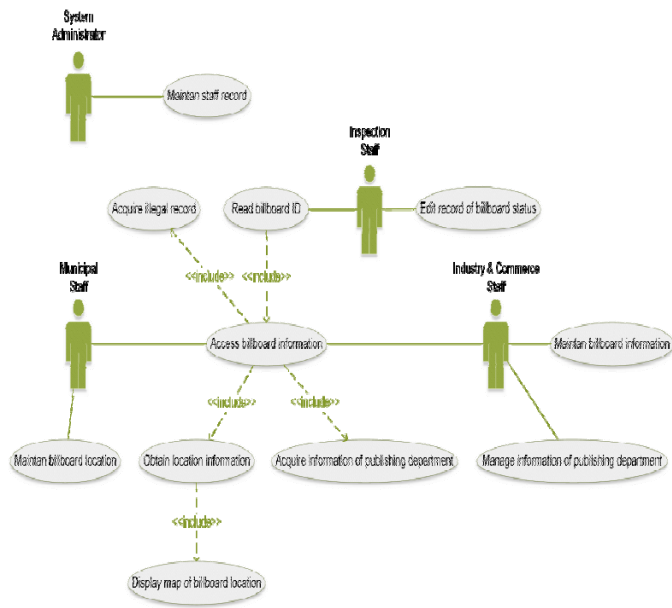 System
Administrator
Maintan staff record
Inspection
Staff
Acquire illegal record
Read billboard ID
Edit record of billboard status
<<include>>
<<include>>
Municipal
Staff
Industry & Commerce
Staff
Access billboard information
Maintan billboard information
<<include>>
<<include>>
Maintan billboard location
Obtain location information
Acquire information of publishing department
Manage information of publishing department
<<include>>
Display map of billboard location